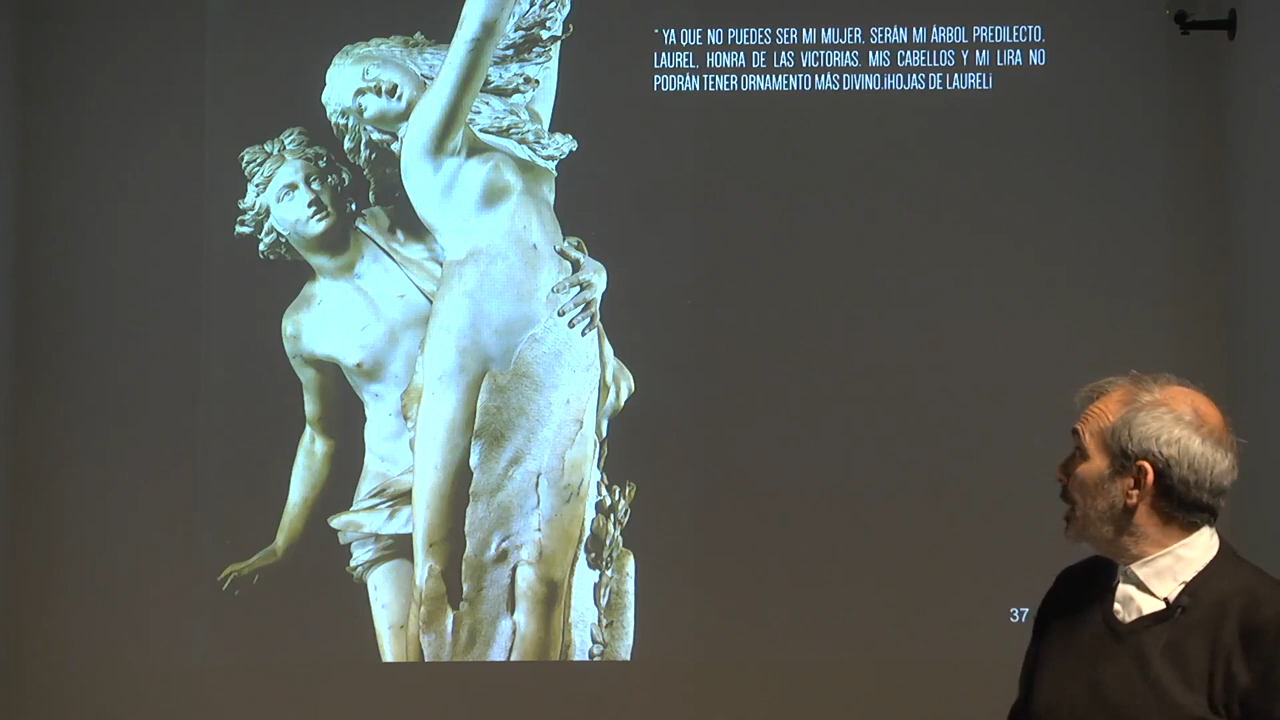 " YA QUE NO PUEDES SER MI MUJER, SERÁN MI ÁRBOL PREDILECTO,
LAUREL, HONRA DE LAS VICTORIAS. MIS CABELLOS Y MI LIRA NO
PODRÁN TENER ORNAMENTO MÁS DIVINO.¡HOJAS DE LAUREL¡
37